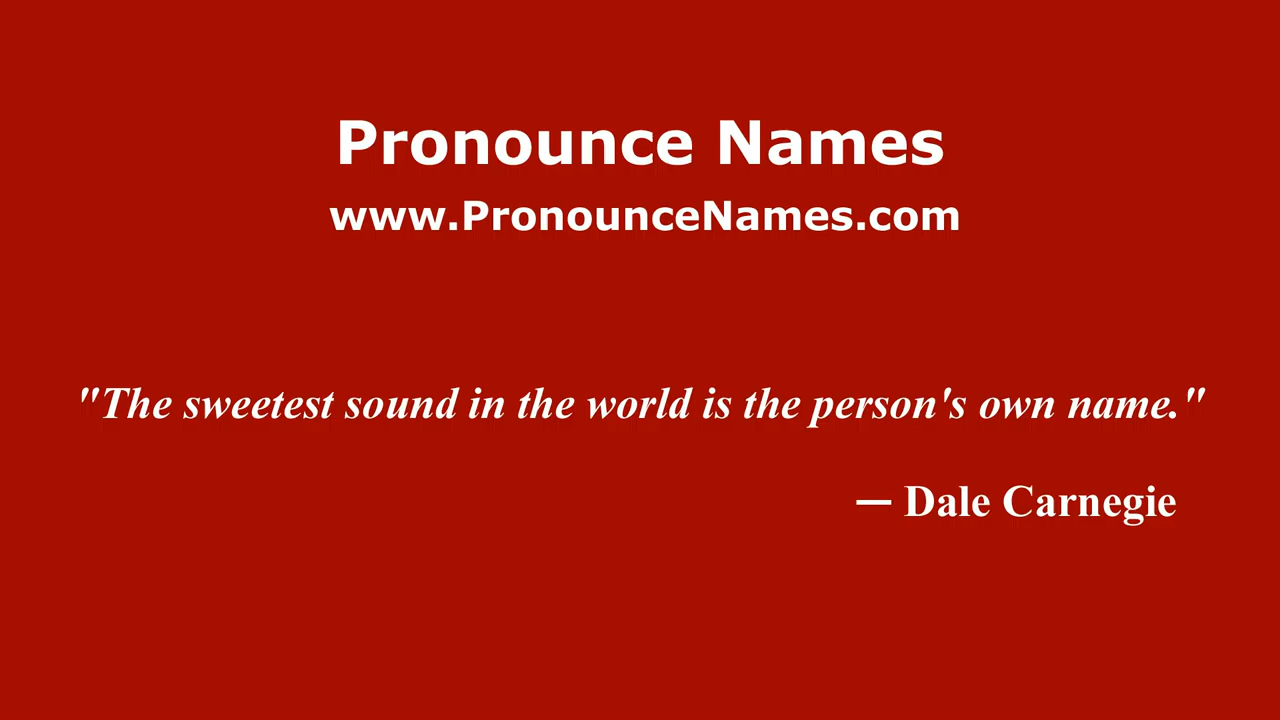 Pronounce Names
www.PronounceNames.com
"The sweetest sound in the world is the person's own name."
— Dale Carnegie